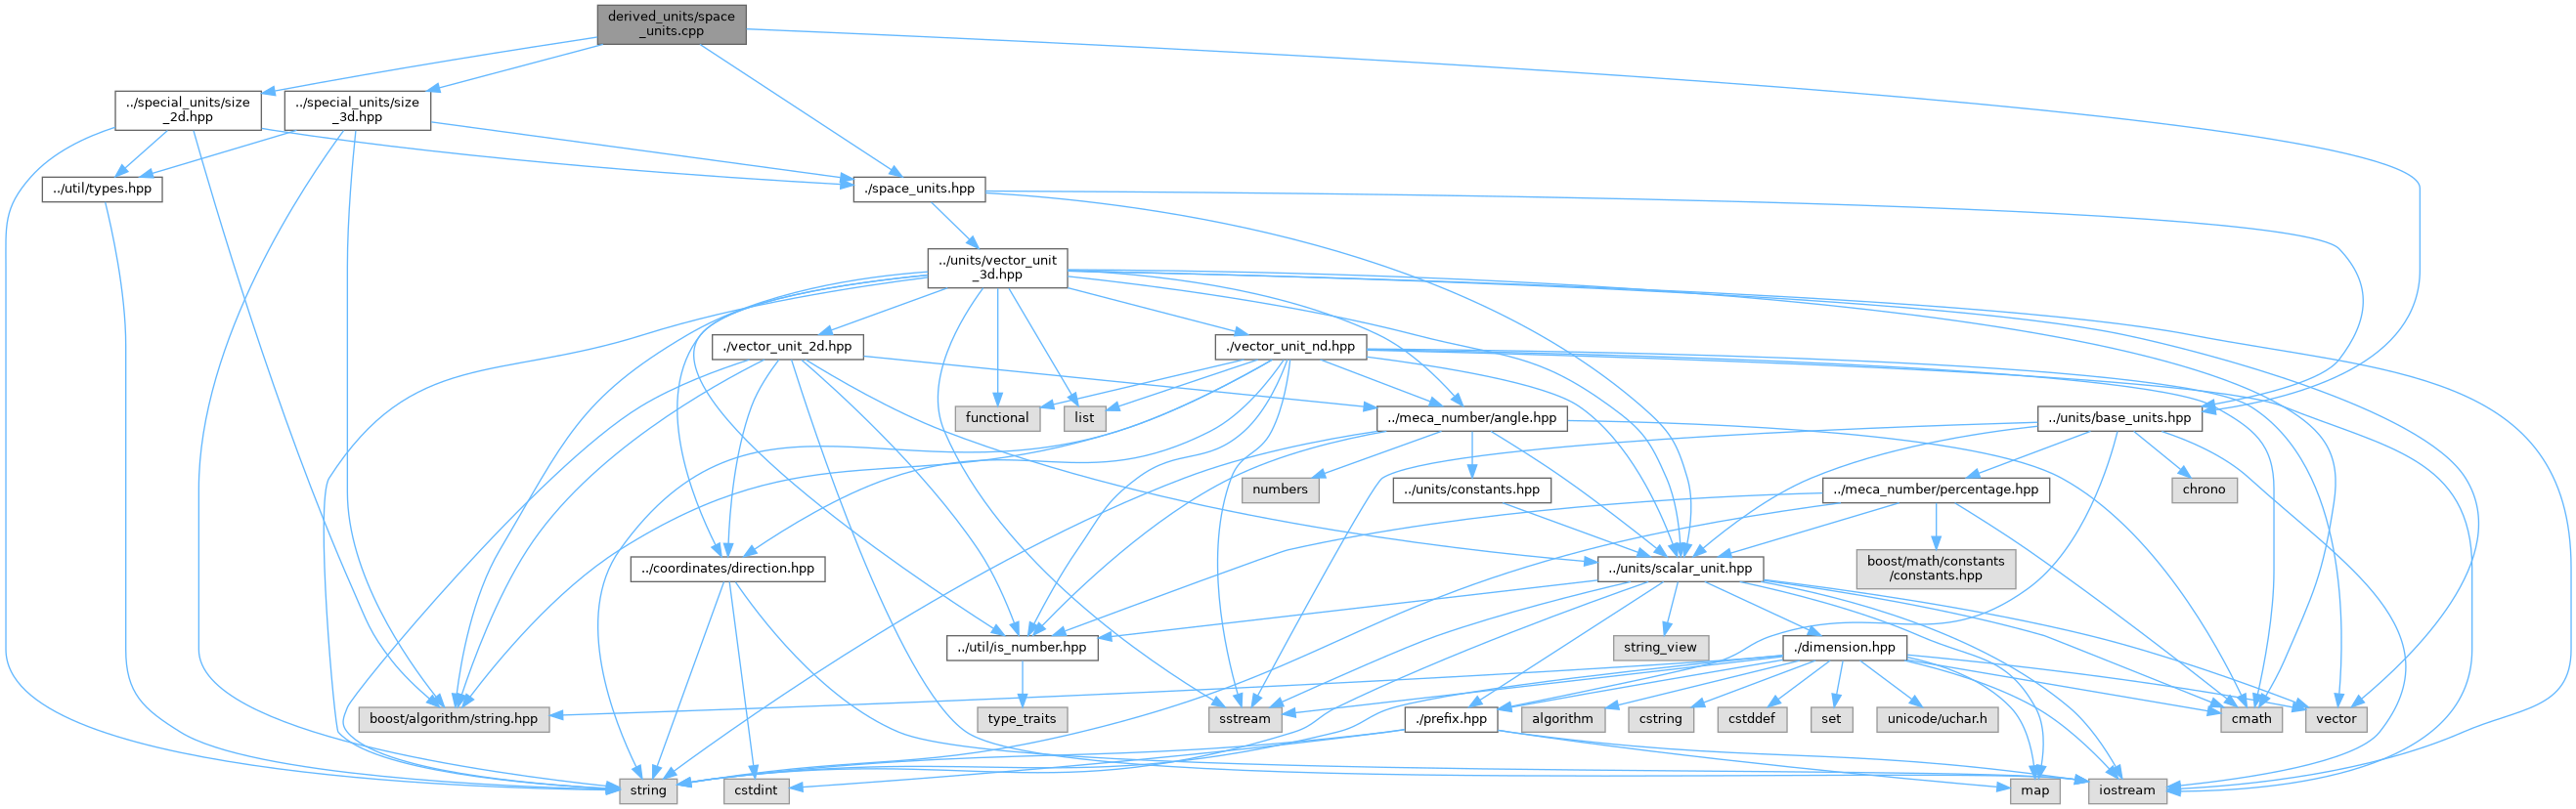 derived_units/space
_units.cpp
../special_units/size
_2d.hpp
../special_units/size
_3d.hpp
../util/types.hpp
./space_units.hpp
../units/vector_unit
_3d.hpp
./vector_unit_2d.hpp
./vector_unit_nd.hpp
functional
list
../meca_number/angle.hpp
../units/base_units.hpp
numbers
../units/constants.hpp
../meca_number/percentage.hpp
chrono
../coordinates/direction.hpp
../units/scalar_unit.hpp
boost/math/constants
/constants.hpp
../util/is_number.hpp
string_view
./dimension.hpp
boost/algorithm/string.hpp
type_traits
sstream
./prefix.hpp
algorithm
cstring
cstddef
set
unicode/uchar.h
cmath
vector
string
cstdint
map
iostream